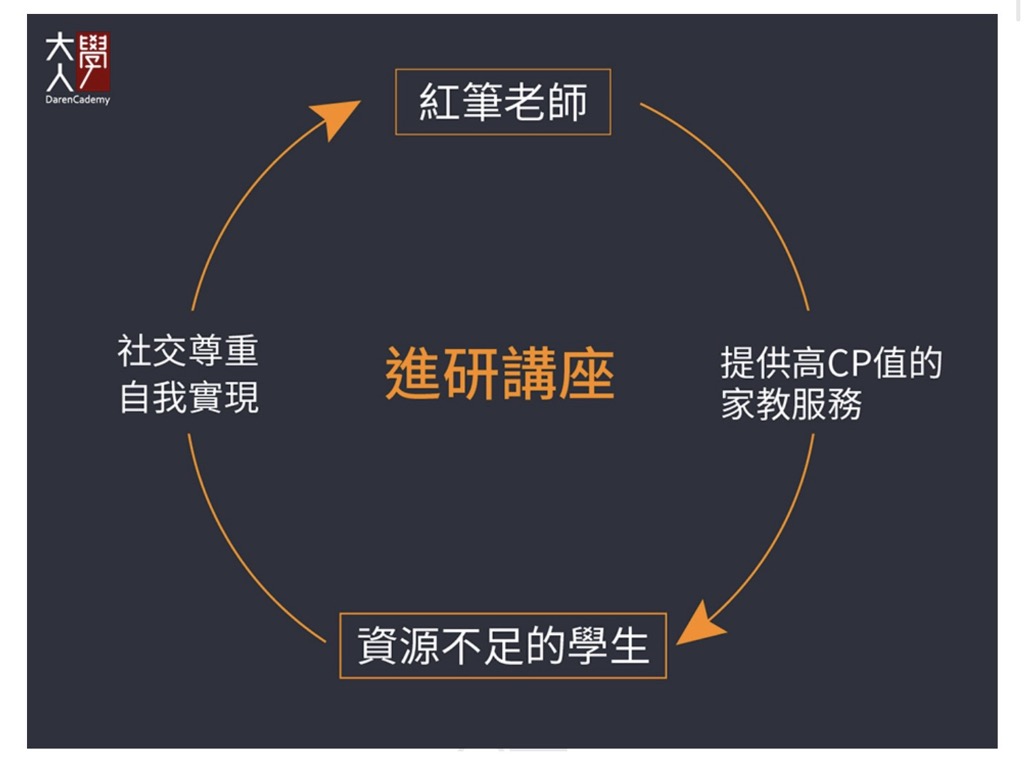 大學
人
DarenCademy
紅筆老師
社交尊重
自我實現
進研講座
提供高CP值的
家教服務
資源不足的學生